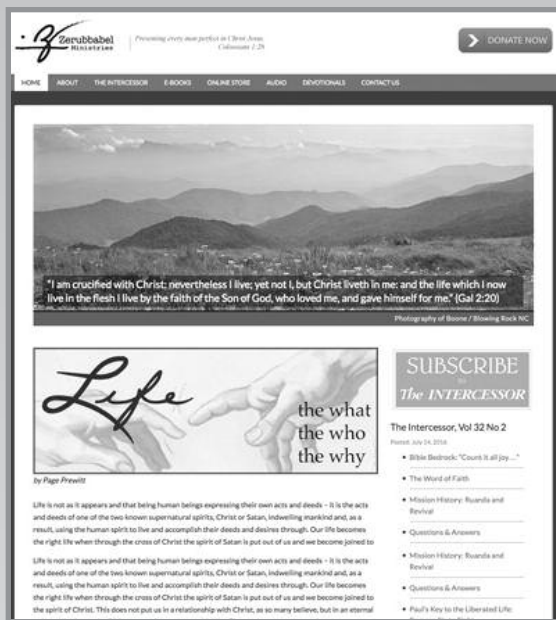 Zerubbabel
Ministries
Presenting every man perfect in Christ Jesus.
Colossians 1:28
DONATE NOW
HOME ABOUT THE INTERCESSOR E-BOOKS ONLINE STORE AUDIO DEVOTIONALS CONTACT US
"I am crucified with Christ: nevertheless I live; yet not I, but Christ liveth in me: and the life which I now
live in the flesh I live by the faith of the Son of God, who loved me, and gave himself for me." (Gal 2:20)
Photography of Boone / Blowing Rock NC
Life
the what
the who
the why
by Page Prewitt
Life is not as it appears and that being human beings expressing their own acts and deeds – it is the acts
and deeds of one of the two known supernatural spirits, Christ or Satan, indwelling mankind and, as a
result, using the human spirit to live and accomplish their deeds and desires through. Our life becomes
the right life when through the cross of Christ the spirit of Satan is put out of us and we become joined to
Life is not as it appears and that being human beings expressing their own acts and deeds – it is the acts
and deeds of one of the two known supernatural spirits, Christ or Satan, indwelling mankind and, as a
result, using the human spirit to live and accomplish their deeds and desires through. Our life becomes
the right life when through the cross of Christ the spirit of Satan is put out of us and we become joined to
the spirit of Christ. This does not put us in a relationship with Christ, as so many believe, but in an eternal
SUBSCRIBE
TO
The INTERCESSOR
The Intercessor, Vol 32 No 2
Posted: July 14, 2016
• Bible Bedrock: "Count it all joy…."
• The Word of Faith
• Mission History: Ruanda and
Revival
• Questions & Answers
• Mission History: Ruanda and
Revival
• Questions & Answers
• Paul's Key to the Liberated Life: